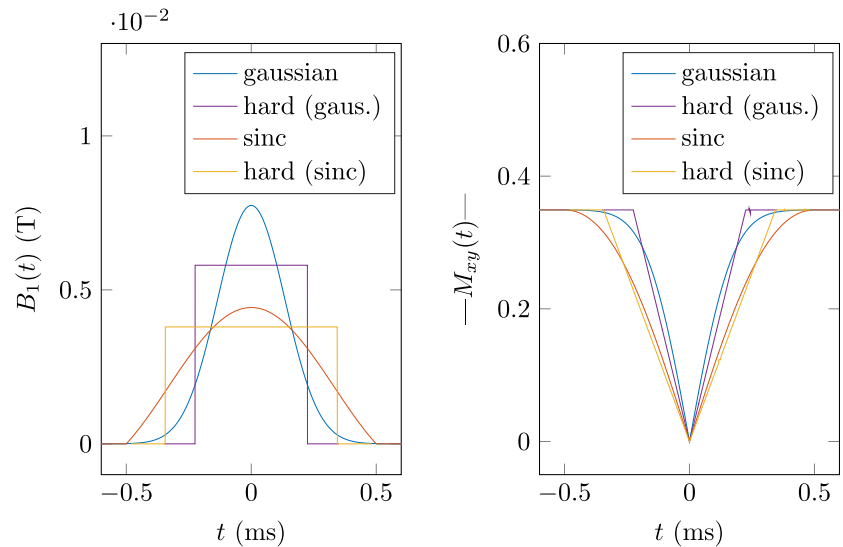 ·10⁻²
1
0.5
0
−0.5
0
0.5
t (ms)
B₁(t) (T)
gaussian
hard (gaus.)
sinc
hard (sinc)
0.6
0.4
0.2
0
−0.5
0
0.5
t (ms)
—Mₓᵧ(t)—
gaussian
hard (gaus.)
sinc
hard (sinc)